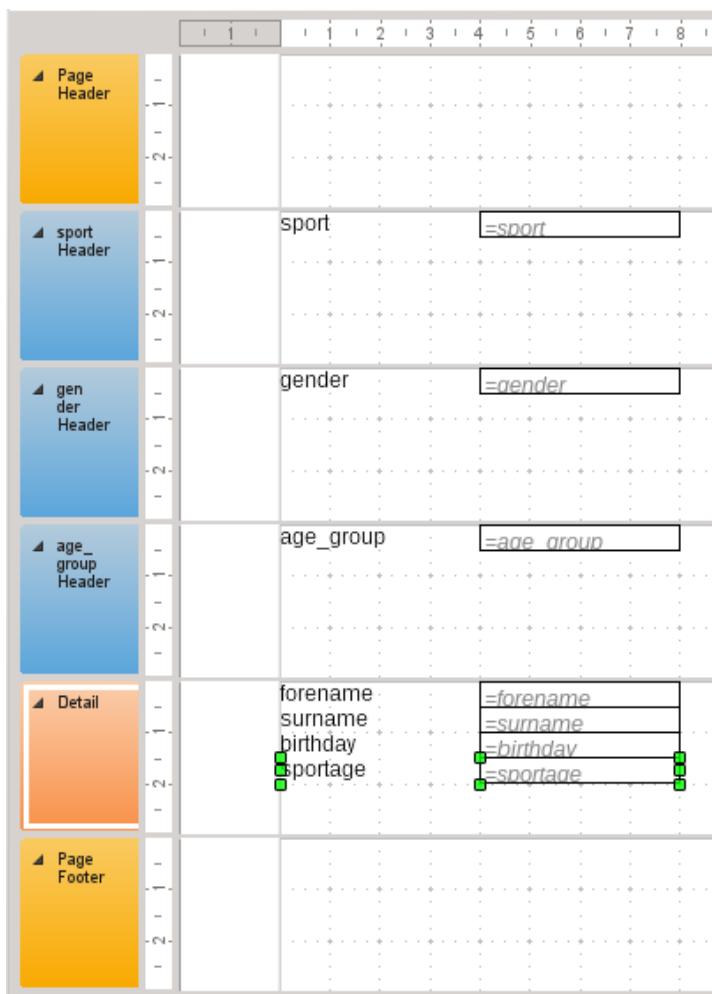 1 1 2 3 4 5 6 7 8
Page
Header
1
2
sport
Header
1
2
sport =sport
gen
der
Header
1
2
gender =gender
age_
group
Header
1
2
age_group =age_group
Detail
1
2
forename =forename
surname =surname
birthday =birthday
sportage =sportage
Page
Footer
1
2